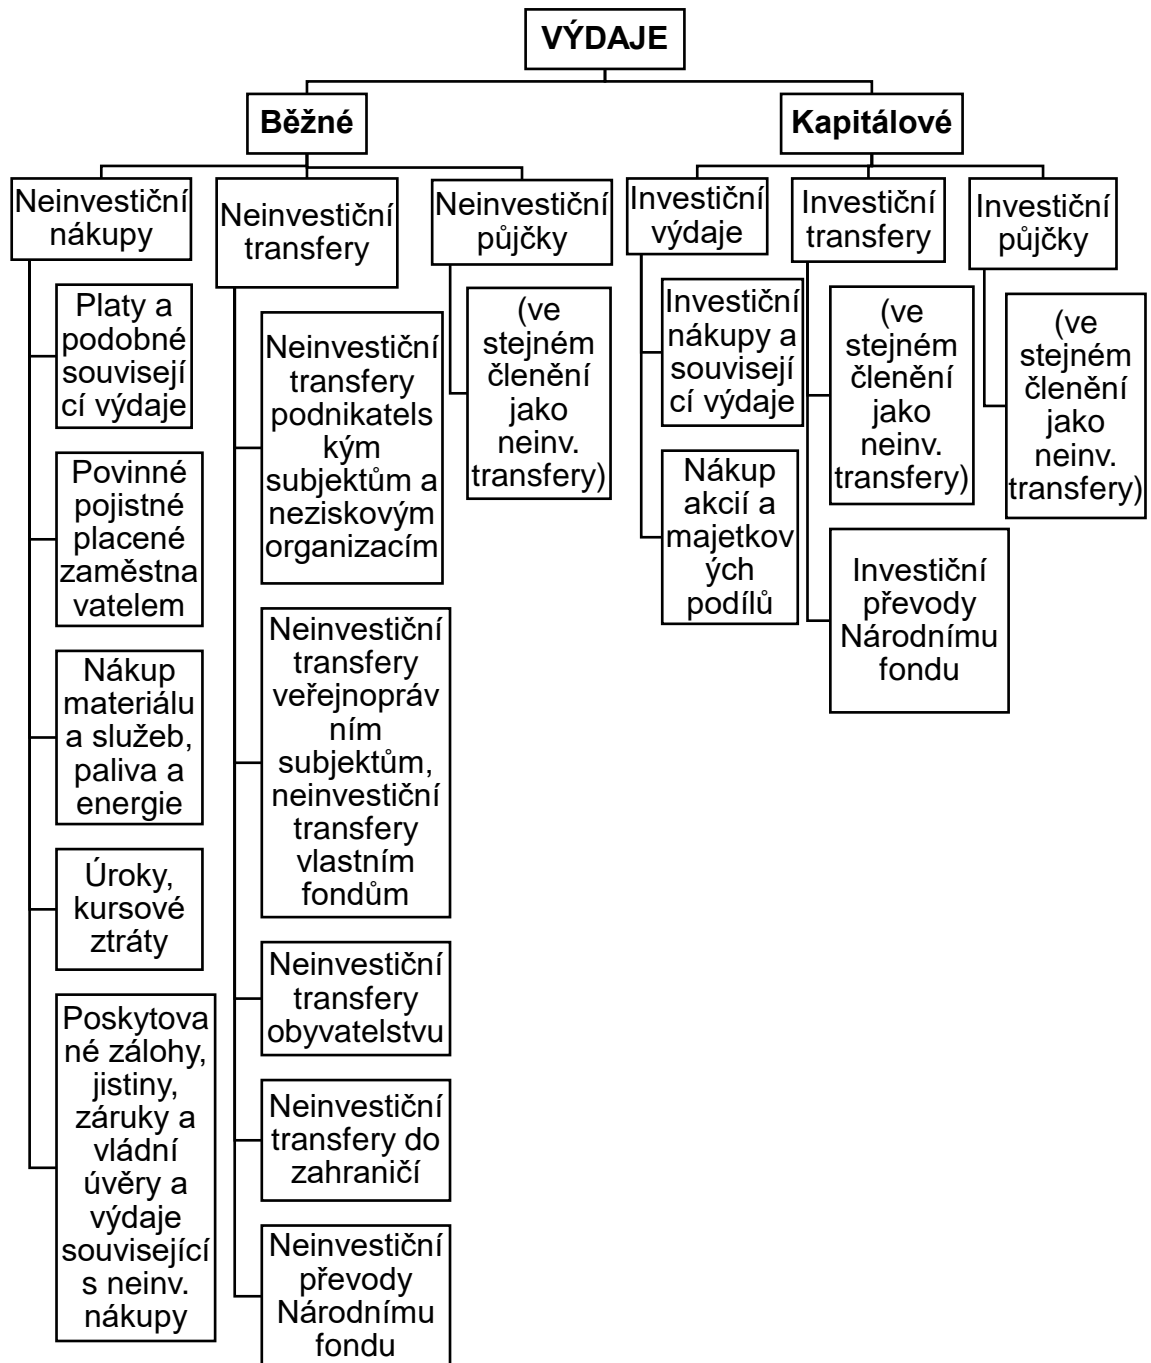 VÝDAJE
Běžné
Kapitálové
Neinvestiční
nákupy
Neinvestiční
transfery
Neinvestiční
půjčky
Investiční
výdaje
Investiční
transfery
Investiční
půjčky
Platy a
podobné
souvisejí
cí výdaje
Povinné
pojistné
placené
zaměstna
vatelem
Nákup
materiálu
a služeb,
paliva a
energie
Úroky,
kursové
ztráty
Poskytova
né zálohy,
jistiny,
záruky a
vládní
úvěry a
výdaje
související
s neinv.
nákupy
Neinvestiční
transfery
podnikatels
kým
subjektům a
neziskovým
organizacím
Neinvestiční
transfery
veřejnopráv
ním
subjektům,
neinvestiční
transfery
vlastním
fondům
Neinvestiční
transfery
obyvatelstvu
Neinvestiční
transfery do
zahraničí
Neinvestiční
převody
Národnímu
fondu
(ve
stejném
členění
jako
neinv.
transfery)
Investiční
nákupy a
souvisejí
cí výdaje
Nákup
akcií a
majetkov
ých
podílů
(ve
stejném
členění
jako
neinv.
transfery)
Investiční
převody
Národnímu
fondu
(ve
stejném
členění
jako
neinv.
transfery)